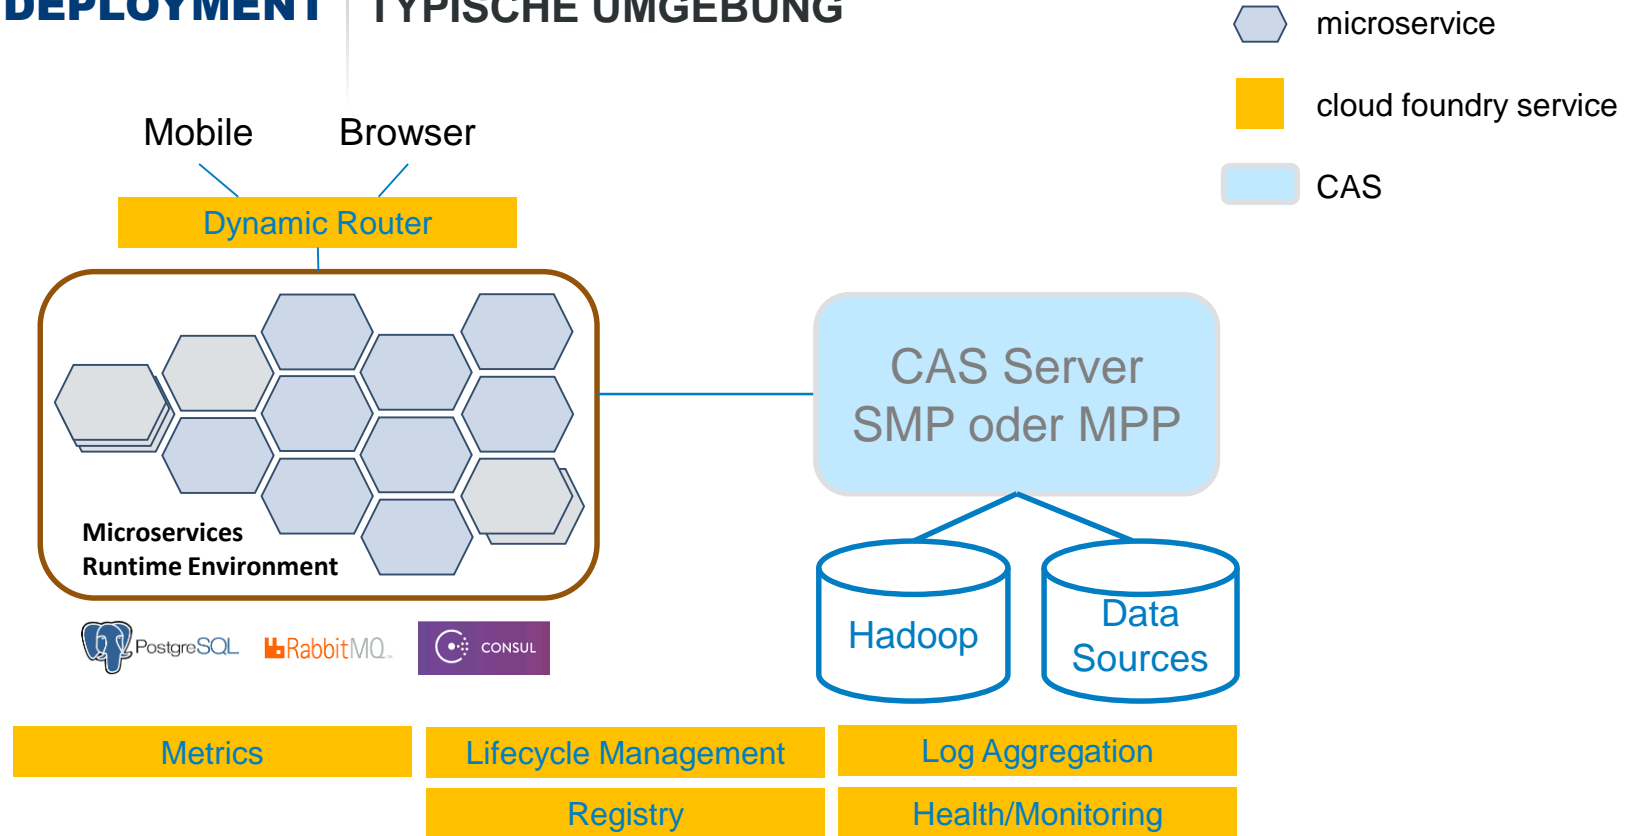 DEPLOYMENT TYPISCHE UMGEBUNG
microservice
cloud foundry service
CAS
Mobile Browser
Dynamic Router
CAS Server
SMP oder MPP
Microservices
Runtime Environment
PostgreSQL RabbitMQ CONSUL
Hadoop
Data
Sources
Metrics Lifecycle Management Log Aggregation
Registry Health/Monitoring